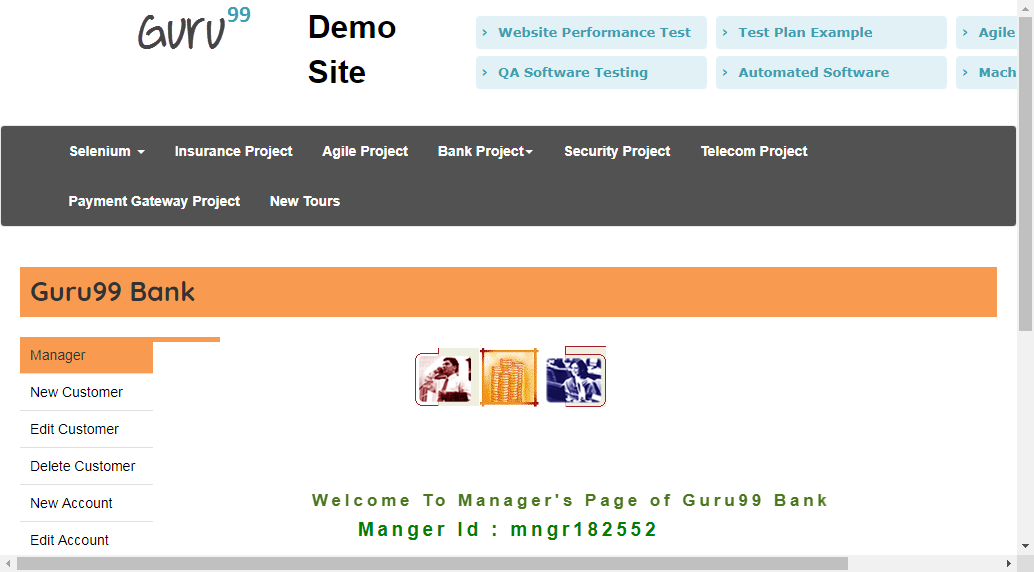 Guru99
Demo
Site
› Website Performance Test
› Test Plan Example
› Agile
› QA Software Testing
› Automated Software
› Mach
Selenium
Insurance Project
Agile Project
Bank Project
Security Project
Telecom Project
Payment Gateway Project
New Tours
Guru99 Bank
Manager
New Customer
Edit Customer
Delete Customer
New Account
Edit Account
Welcome To Manager's Page of Guru99 Bank
Manger Id : mngr182552